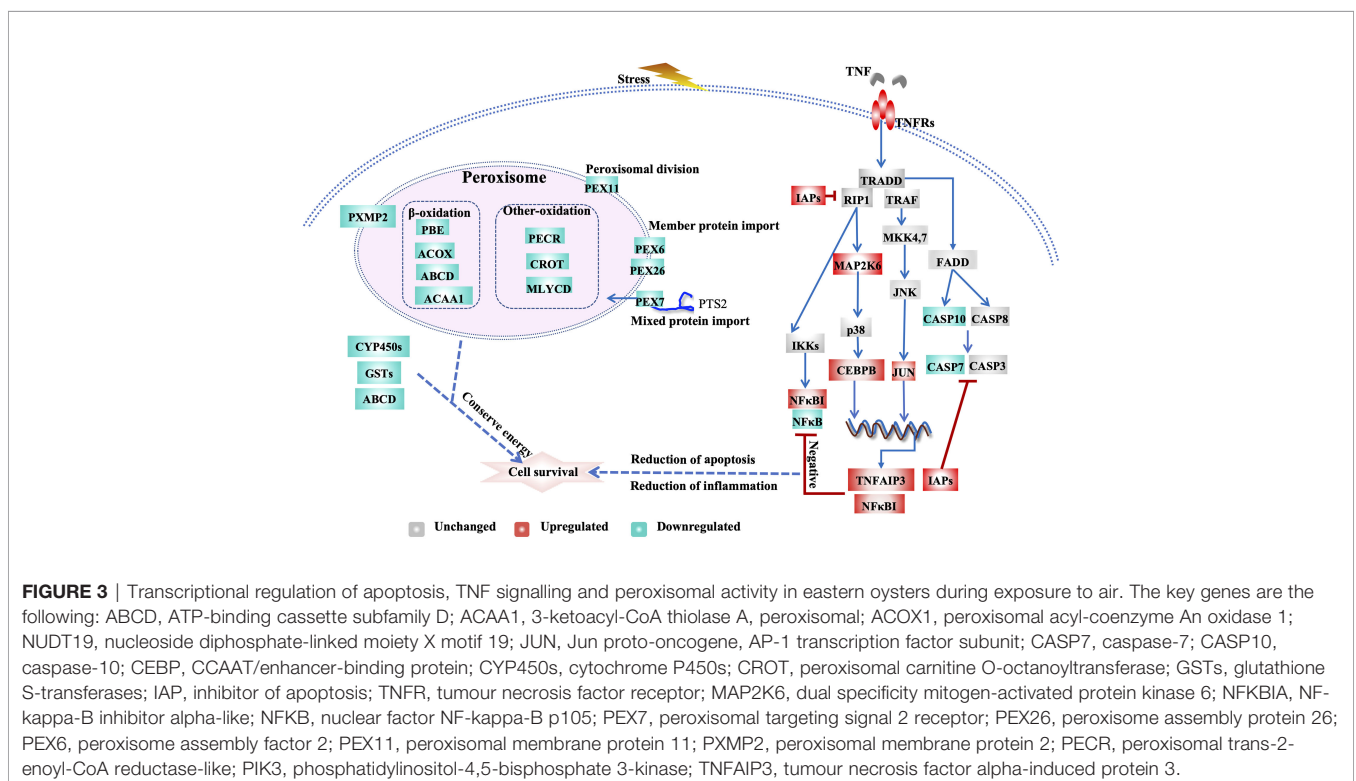 Stress
TNF
TNFRs
Peroxisomal division
Peroxisome
PEX11
TRADD
IAPs
RIP1
TRAF
PXMP2
β-oxidation
Other-oxidation
PBE
PECR
Member protein import
MKK4,7
ACOX
CROT
PEX6
MAP2K6
FADD
ABCD
PEX26
ACAA1
MLYCD
JNK
PEX7
PTS2
Mixed protein import
CASP10
CASP8
p38
CYP450s
IKKs
GSTs
CEBPB
JUN
CASP7
CASP3
ABCD
NFκBI
NFκB
Conserve energy
Negative
Reduction of apoptosis
Cell survival
Reduction of inflammation
TNFAIP3
IAPs
NFκBI
Unchanged
Upregulated
Downregulated
FIGURE 3 | Transcriptional regulation of apoptosis, TNF signalling and peroxisomal activity in eastern oysters during exposure to air. The key genes are the
following: ABCD, ATP-binding cassette subfamily D; ACAA1, 3-ketoacyl-CoA thiolase A, peroxisomal; ACOX1, peroxisomal acyl-coenzyme An oxidase 1;
NUDT19, nucleoside diphosphate-linked moiety X motif 19; JUN, Jun proto-oncogene, AP-1 transcription factor subunit; CASP7, caspase-7; CASP10,
caspase-10; CEBP, CCAAT/enhancer-binding protein; CYP450s, cytochrome P450s; CROT, peroxisomal carnitine O-octanoyltransferase; GSTs, glutathione
S-transferases; IAP, inhibitor of apoptosis; TNFR, tumour necrosis factor receptor; MAP2K6, dual specificity mitogen-activated protein kinase 6; NFKBIA, NF-
kappa-B inhibitor alpha-like; NFKB, nuclear factor NF-kappa-B p105; PEX7, peroxisomal targeting signal 2 receptor; PEX26, peroxisome assembly protein 26;
PEX6, peroxisome assembly factor 2; PEX11, peroxisomal membrane protein 11; PXMP2, peroxisomal membrane protein 2; PECR, peroxisomal trans-2-
enoyl-CoA reductase-like; PIK3, phosphatidylinositol-4,5-bisphosphate 3-kinase; TNFAIP3, tumour necrosis factor alpha-induced protein 3.